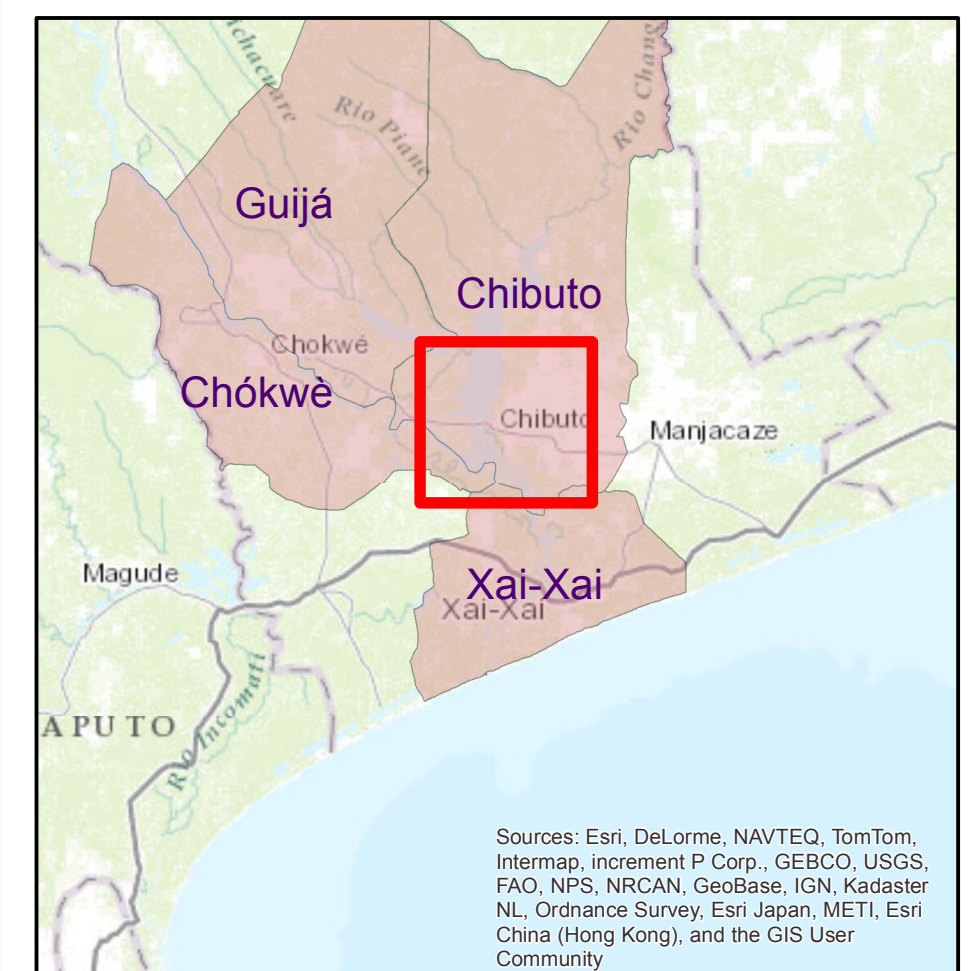 ichacuare
Rio Piane
Rio Chang
Guijá
Chibuto
Chokwé
Chókwè
Chibuto
Manjacaze
Magude
Xai-Xai
Xai-Xai
APUTO
Rio Incomati
Sources: Esri, DeLorme, NAVTEQ, TomTom,
Intermap, increment P Corp., GEBCO, USGS,
FAO, NPS, NRCAN, GeoBase, IGN, Kadaster
NL, Ordnance Survey, Esri Japan, METI, Esri
China (Hong Kong), and the GIS User
Community